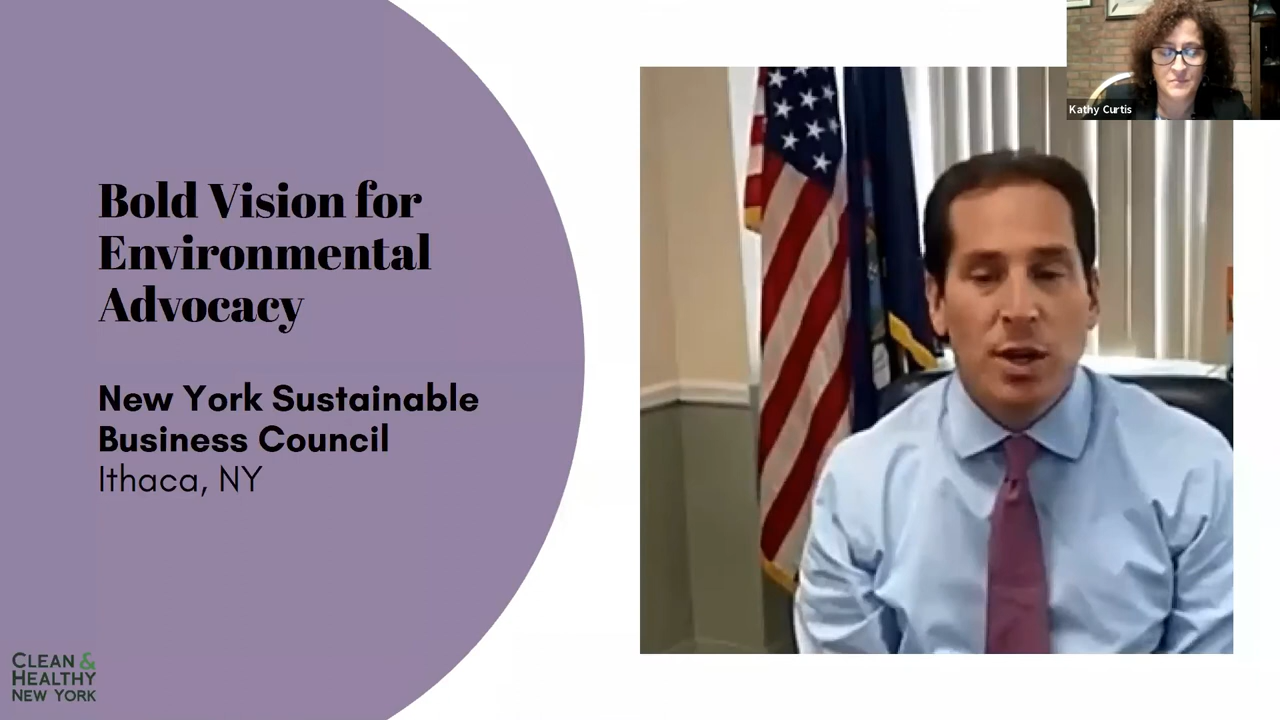 Bold Vision for
Environmental
Advocacy
New York Sustainable
Business Council
Ithaca, NY
CLEAN &
HEALTHY
NEW YORK
Kathy Curtis